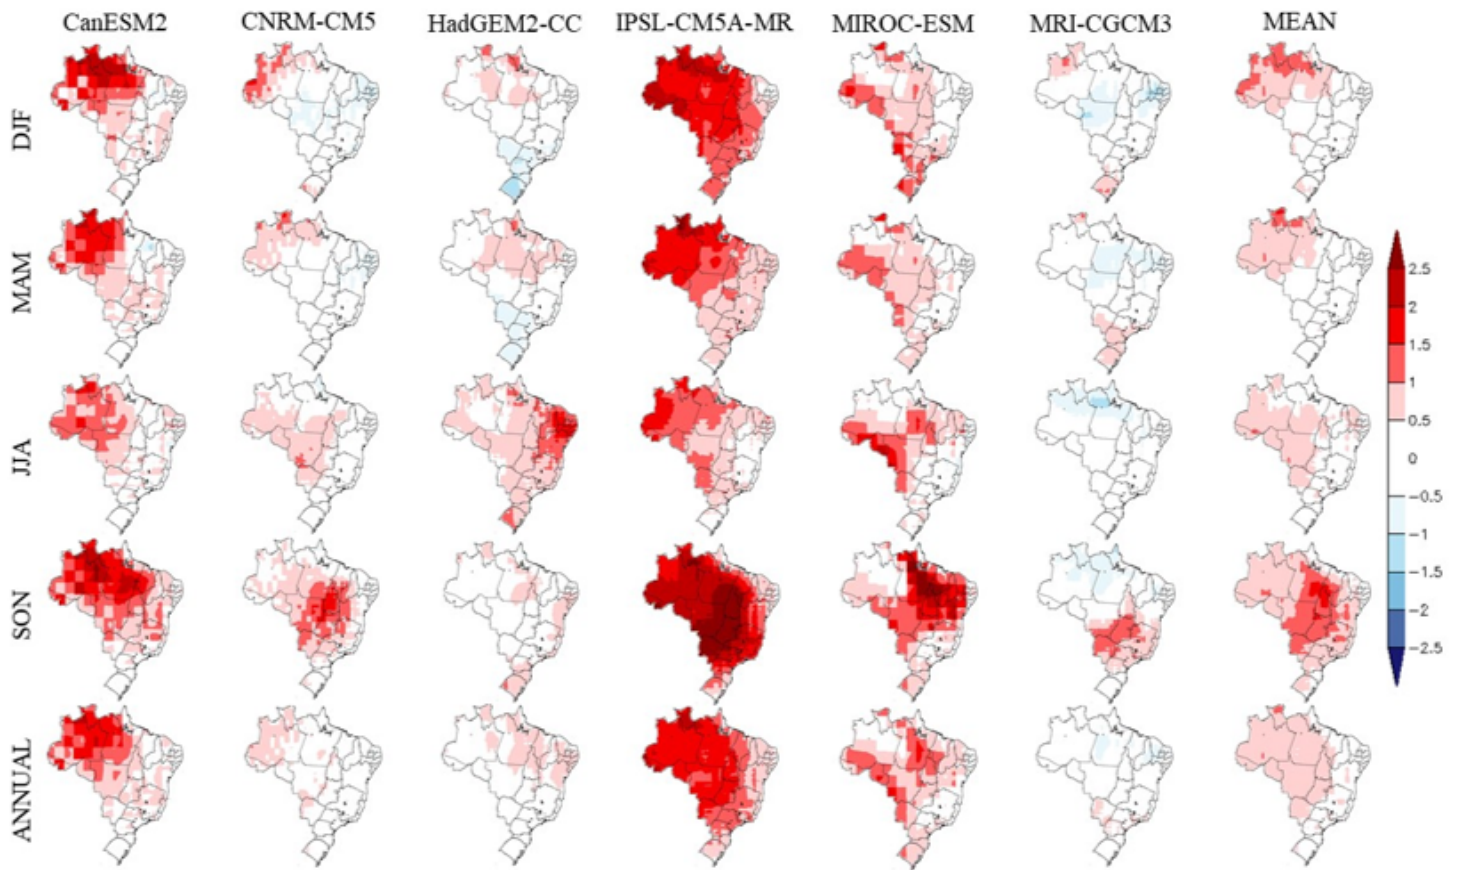 CanESM2 CNRM-CM5 HadGEM2-CC IPSL-CM5A-MR MIROC-ESM MRI-CGCM3 MEAN
DJF
MAM
JJA
SON
ANNUAL
2.5
2
1.5
1
0.5
0
−0.5
−1
−1.5
−2
−2.5